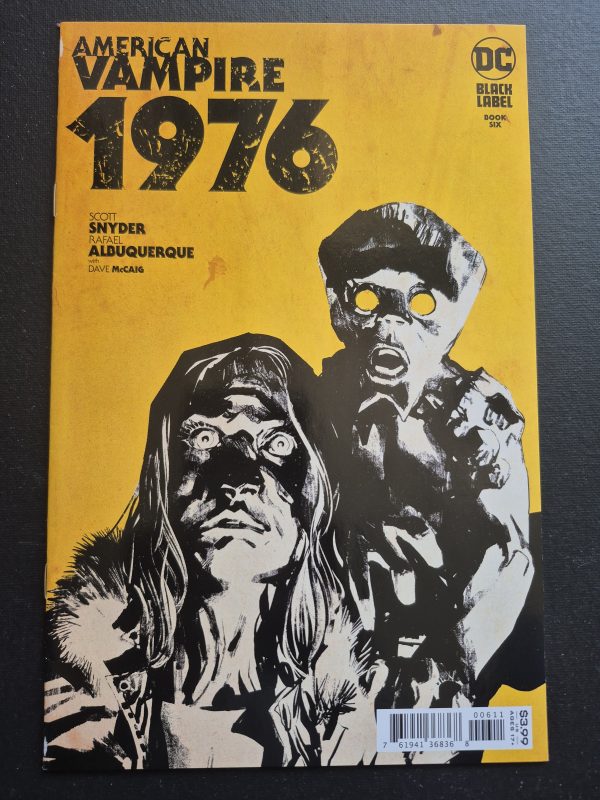 AMERICAN
VAMPIRE
1976
DC
BLACK
LABEL
BOOK
SIX
SCOTT
SNYDER
RAFAEL
ALBUQUERQUE
with
DAVE McCAIG
00611
7 61941 36836 8
$3.99
AGES 17+